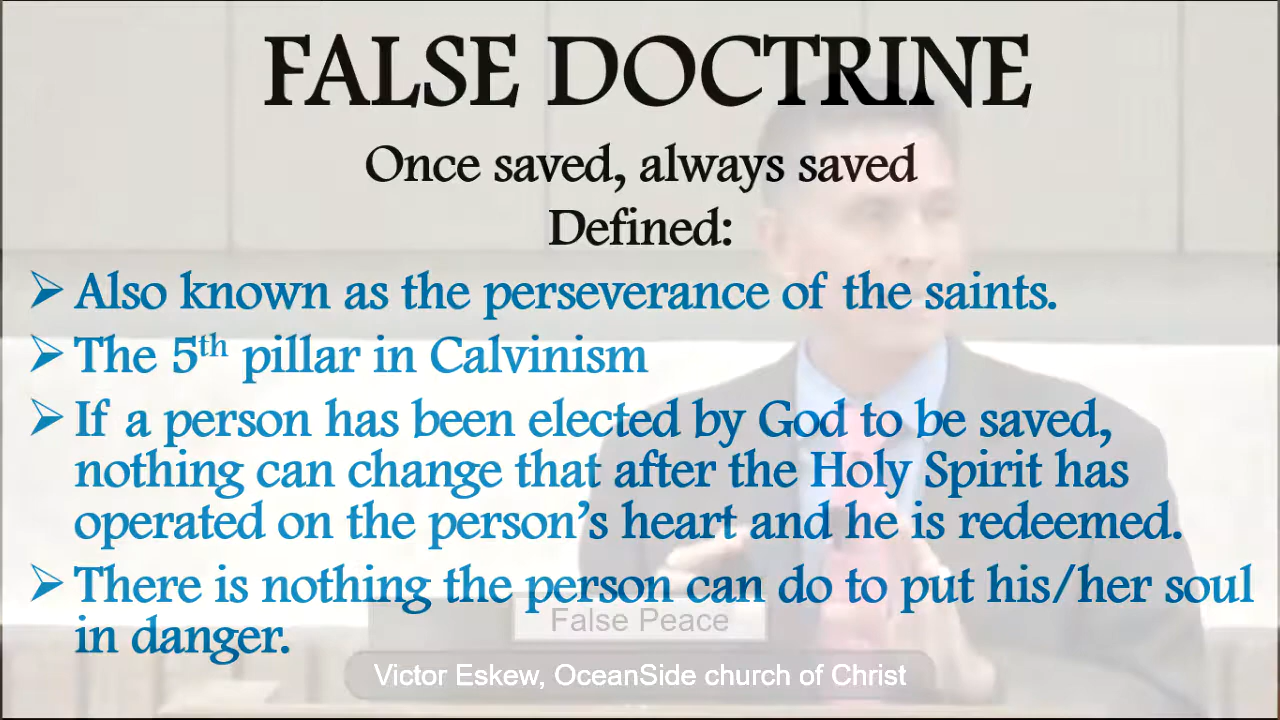 FALSE DOCTRINE
Once saved, always saved
Defined:
➢ Also known as the perseverance of the saints.
➢ The 5th pillar in Calvinism
➢ If a person has been elected by God to be saved,
nothing can change that after the Holy Spirit has
operated on the person’s heart and he is redeemed.
➢ There is nothing the person can do to put his/her soul
in danger.
False Peace
Victor Eskew, OceanSide church of Christ